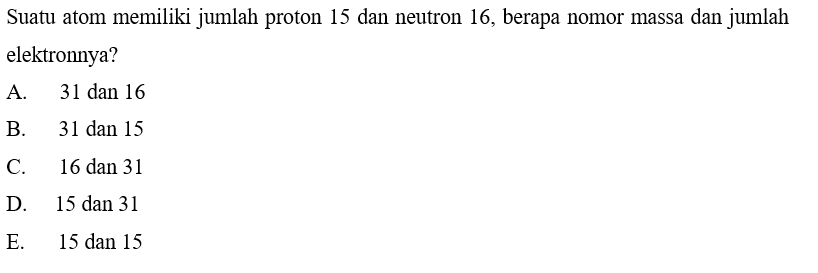 Suatu atom memiliki jumlah proton 15 dan neutron 16, berapa nomor massa dan jumlah
elektronnya?
A. 31 dan 16
B. 31 dan 15
C. 16 dan 31
D. 15 dan 31
E. 15 dan 15